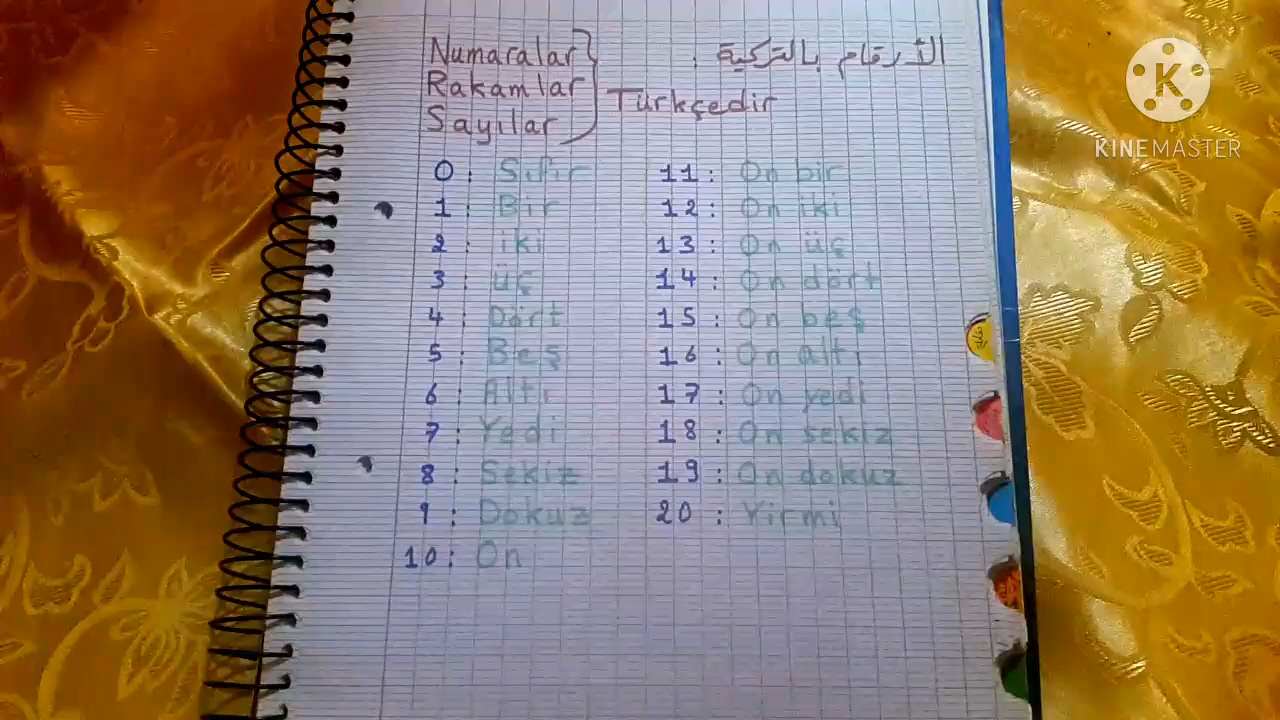 Numaralar
Rakamlar
Sayılar
Türkçedir
الأرقام بالتركية :
0 : Sıfır
1 : Bir
2 : iki
3 : üç
4 : Dört
5 : Beş
6 : Altı
7 : Yedi
8 : Sekiz
9 : Dokuz
10 : On
11 : On bir
12 : On iki
13 : On üç
14 : On dört
15 : On beş
16 : On altı
17 : On yedi
18 : On sekiz
19 : On dokuz
20 : Yirmi
K
KINEMASTER